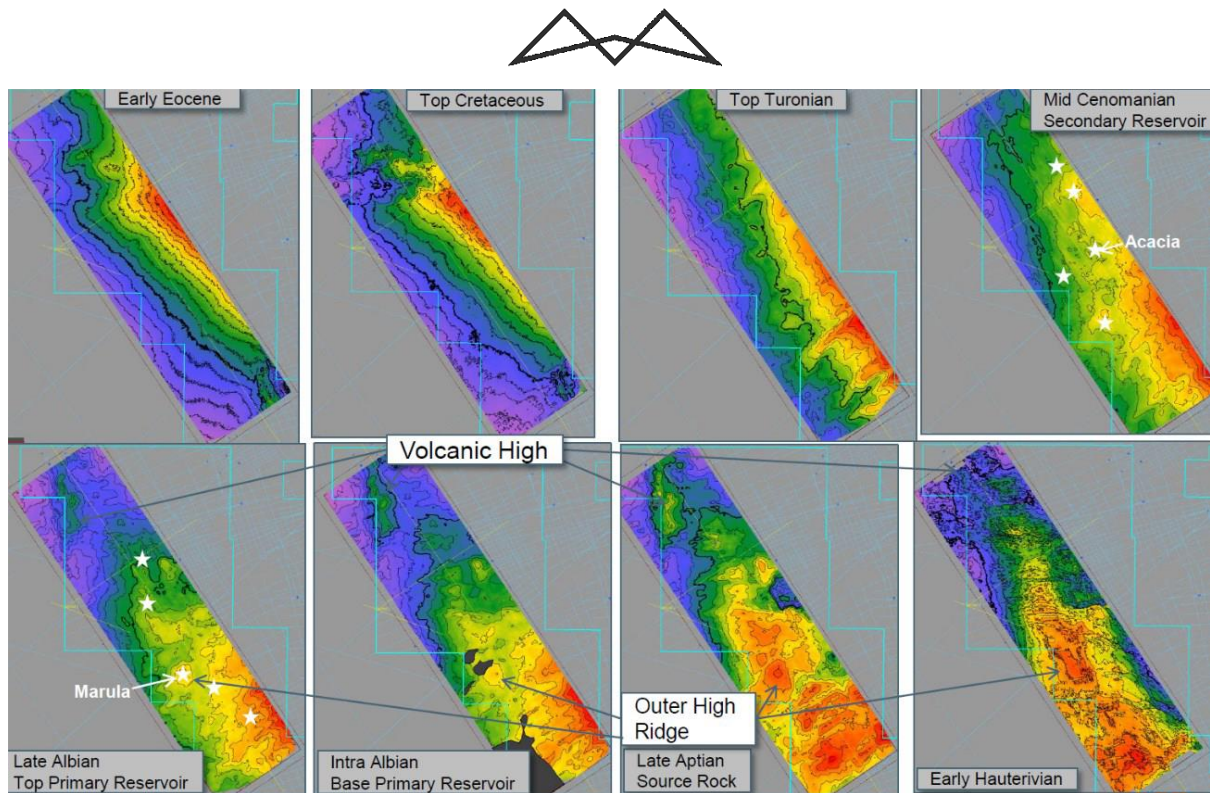 Early Eocene
Top Cretaceous
Top Turonian
Mid Cenomanian
Secondary Reservoir
Acacia
Volcanic High
Marula
Outer High
Ridge
Late Albian
Top Primary Reservoir
Intra Albian
Base Primary Reservoir
Late Aptian
Source Rock
Early Hauterivian